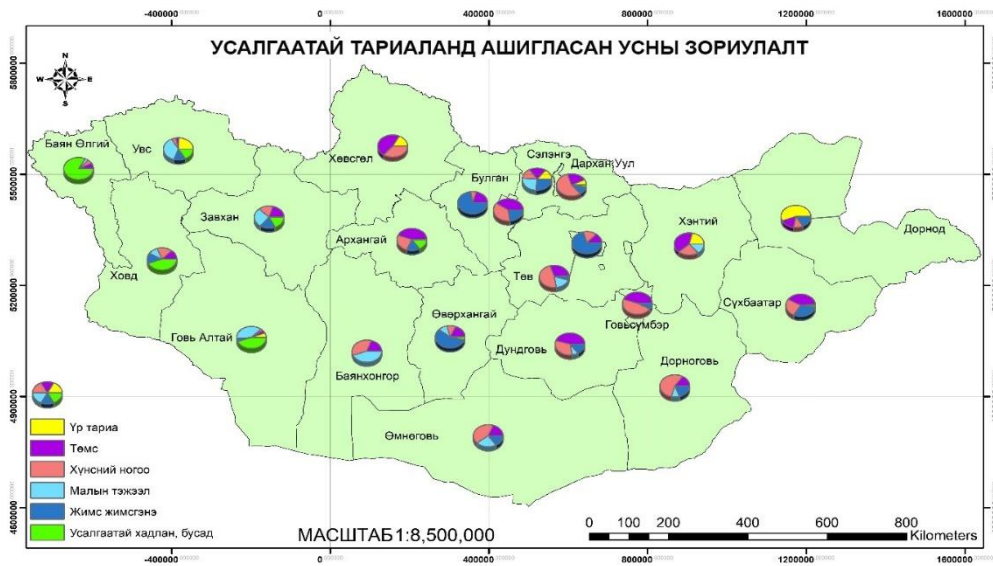 -400000 0 400000 800000 1200000 1600000
УСАЛГААТАЙ ТАРИАЛАНД АШИГЛАСАН УСНЫ ЗОРИУЛАЛТ
N
W E
S
5800000
5500000
5200000
4900000
4600000
Баян Өлгий
Увс
Хөвсгөл
Сэлэнгэ
Дархан Уул
Булган
Завхан
Архангай
Хэнтий
Дорнод
Ховд
Төв
Сүхбаатар
Говь Алтай
Өвөрхангай
Говьсүмбэр
Дундговь
Баянхонгор
Дорноговь
Өмнөговь
Үр тариа
Төмс
Хүнсний ногоо
Малын тэжээл
Жимс жимсгэнэ
Усалгаатай хадлан, бусад
МАСШТАБ1:8,500,000
0 100 200 400 600 800
Kilometers
-400000 0 400000 800000 1200000 1600000